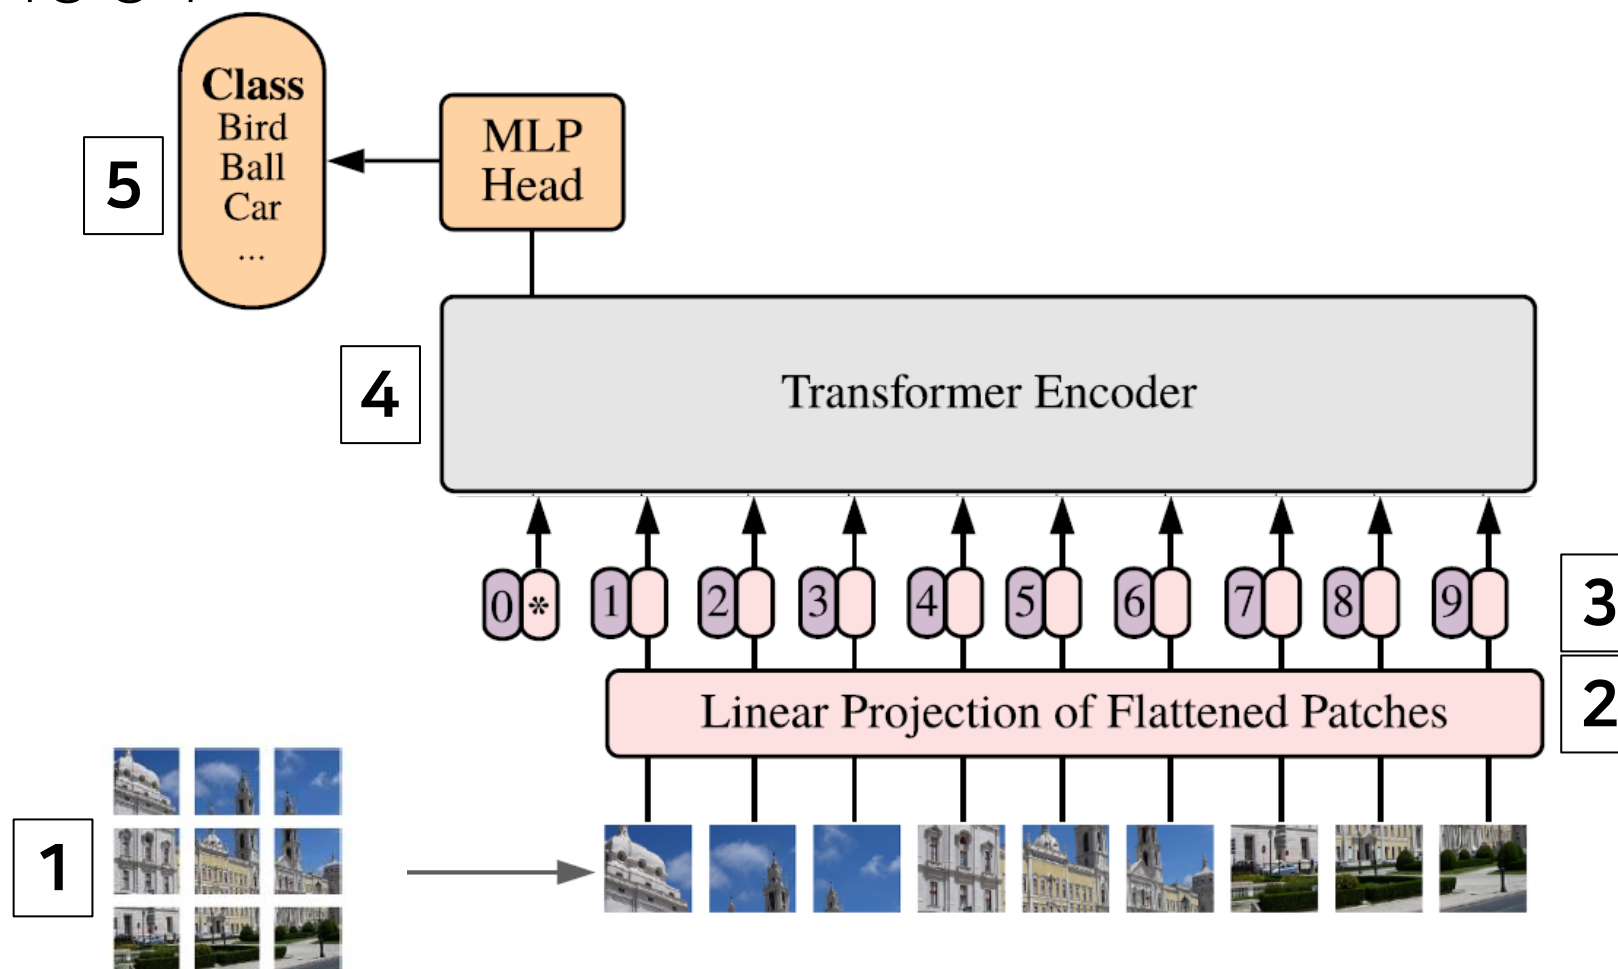 Class
Bird
Ball
Car
...
5
MLP
Head
4
Transformer Encoder
0 * 1 2 3 4 5 6 7 8 9
3
Linear Projection of Flattened Patches
2
1